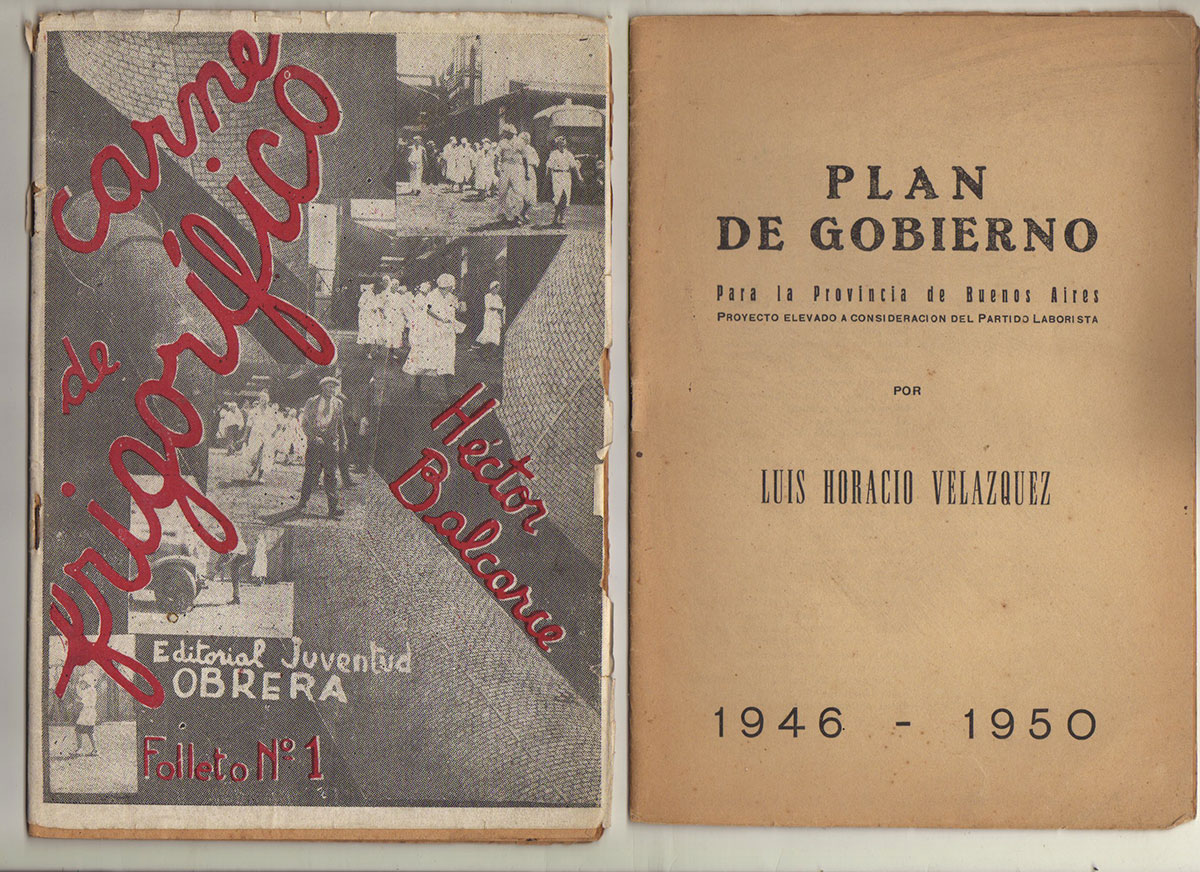 carne
de
frigorífico
Héctor
Balcarce
Editorial Juventud
OBRERA
Folleto Nº 1
PLAN
DE GOBIERNO
Para la Provincia de Buenos Aires
PROYECTO ELEVADO A CONSIDERACION DEL PARTIDO LABORISTA
POR
LUIS HORACIO VELAZQUEZ
1946 - 1950